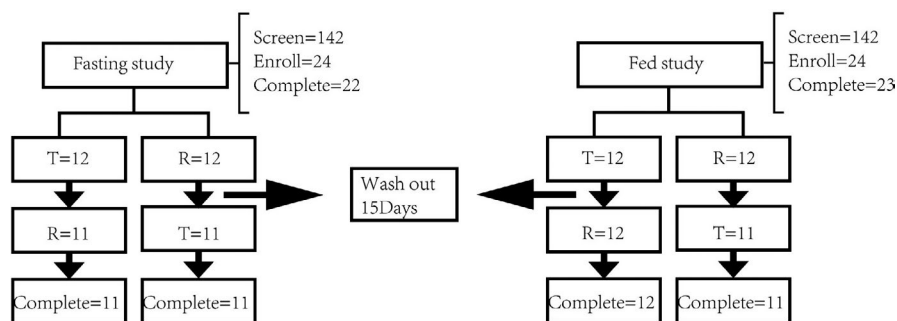 Fasting study
Screen=142
Enroll=24
Complete=22
T=12
R=12
R=11
T=11
Complete=11
Complete=11
Wash out
15Days
Fed study
Screen=142
Enroll=24
Complete=23
T=12
R=12
R=12
T=11
Complete=12
Complete=11